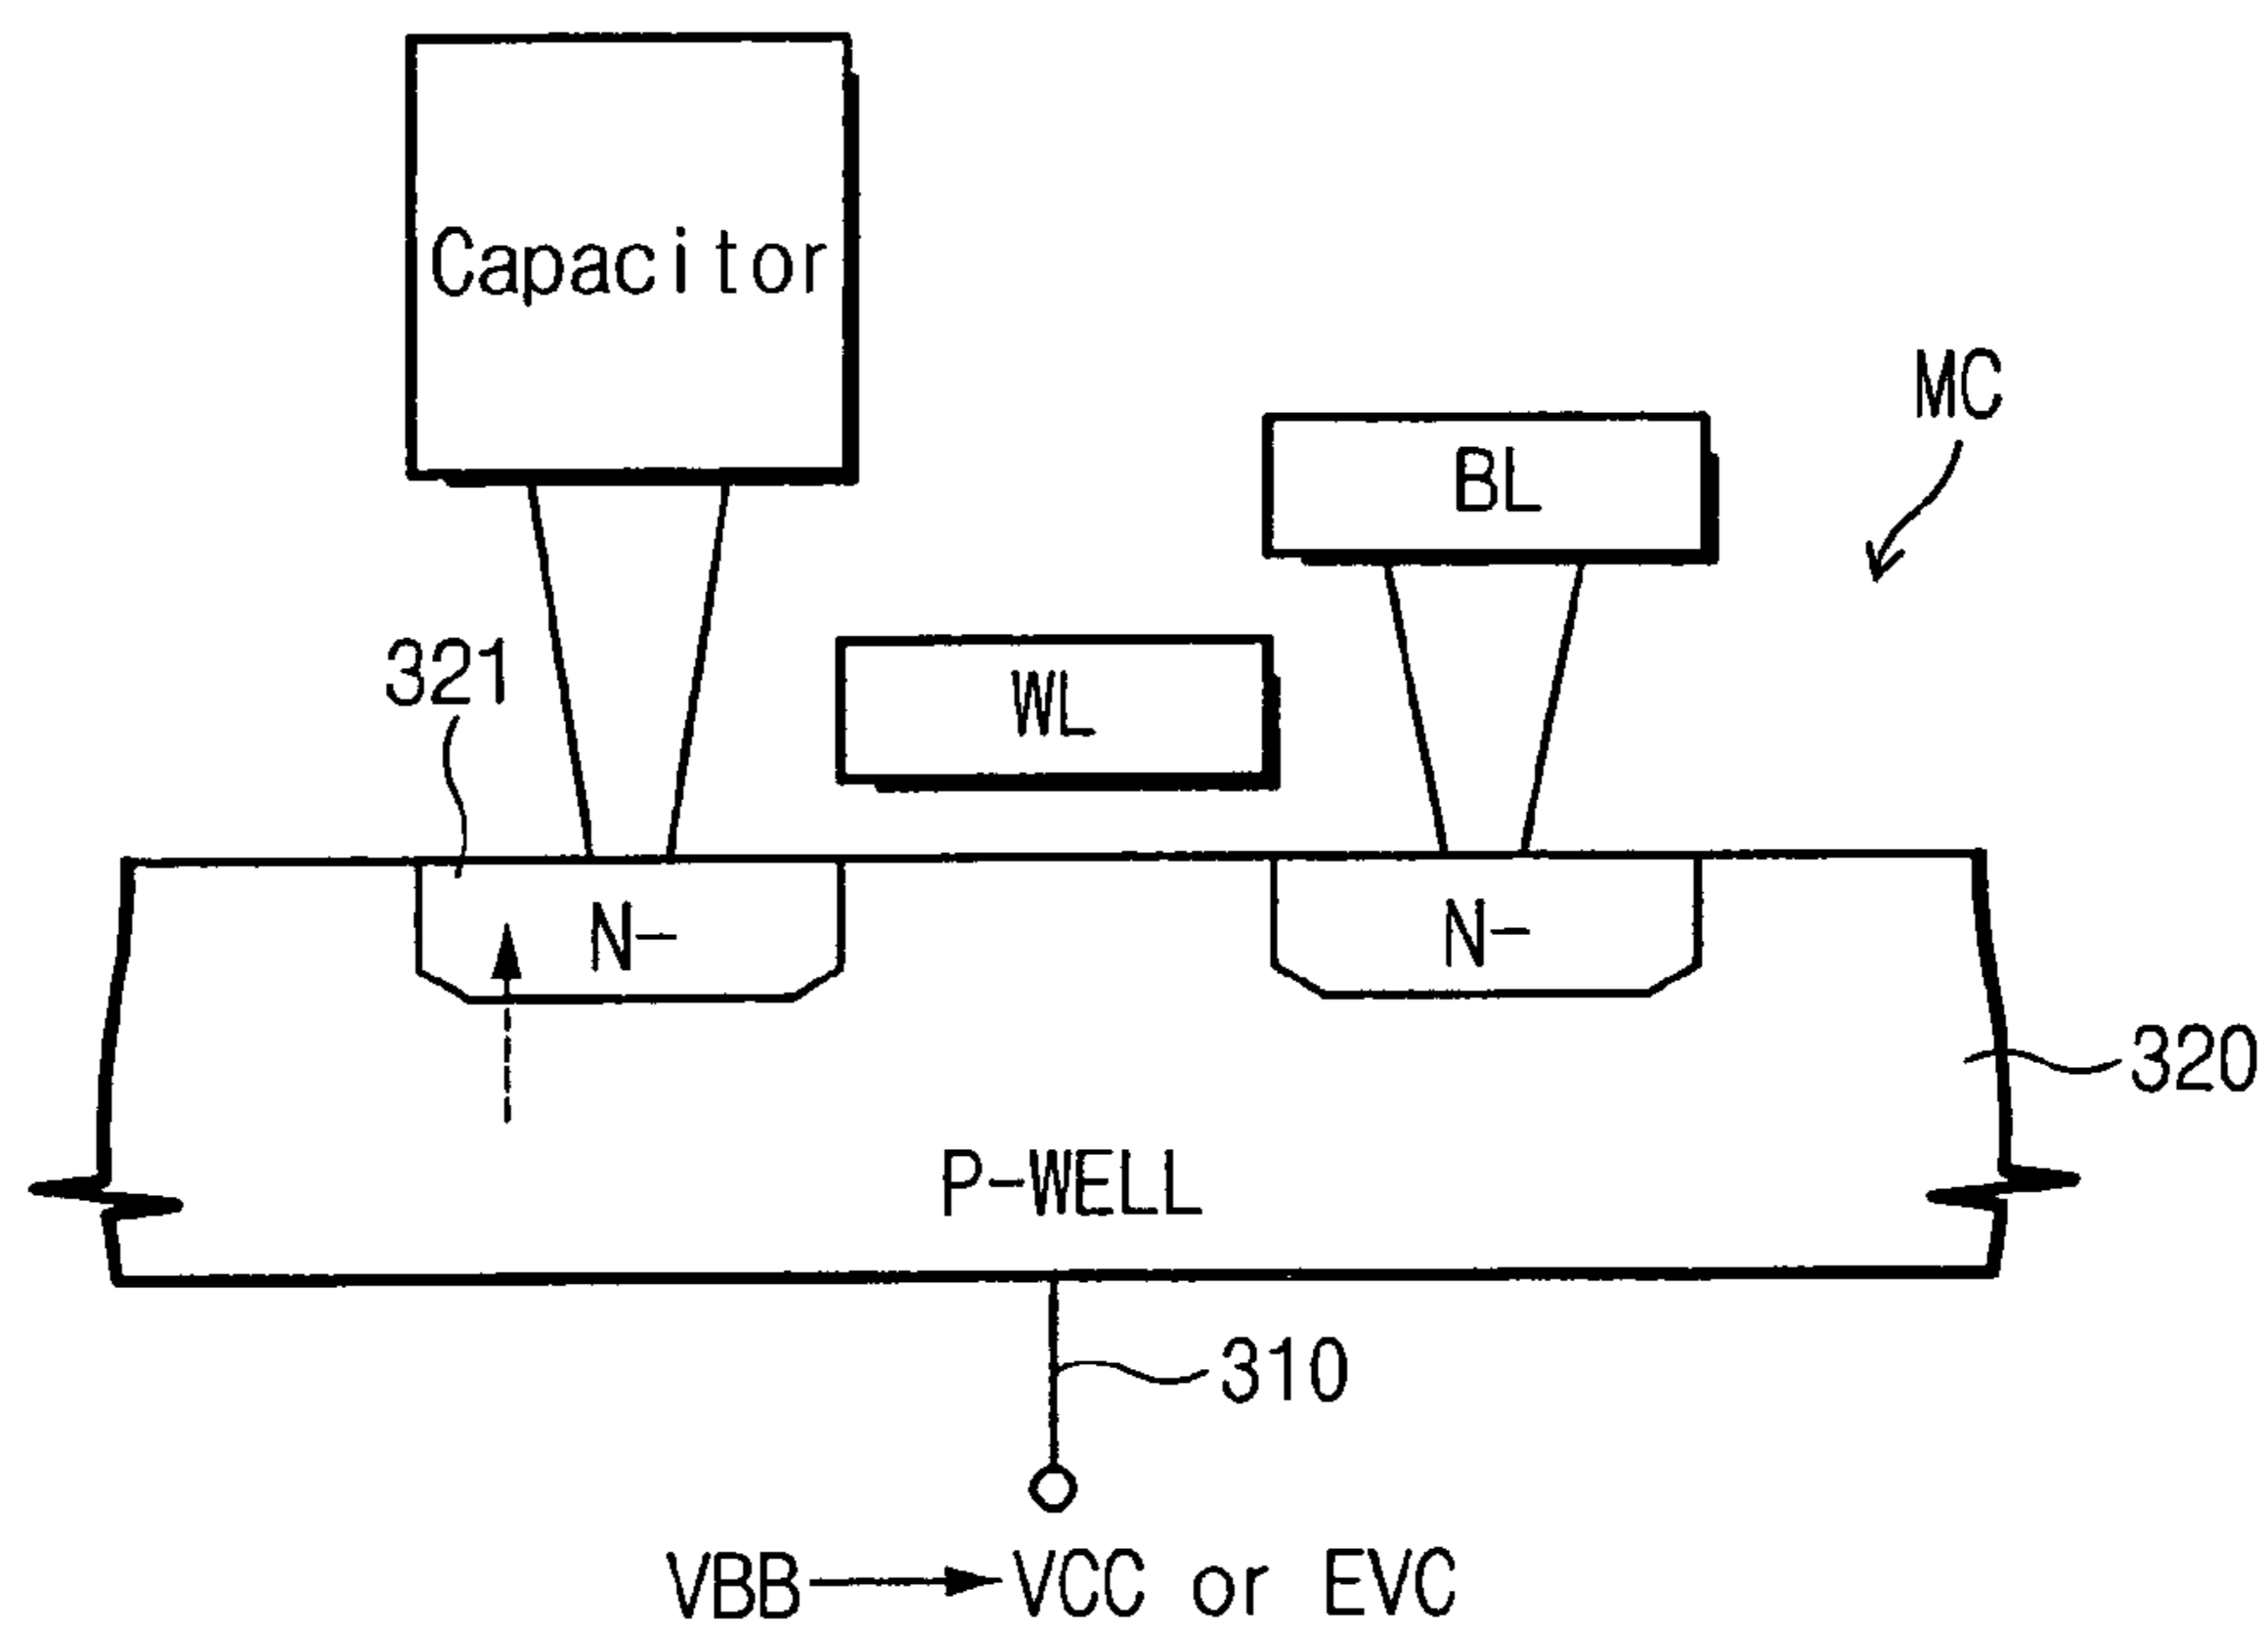 Capacitor
MC
BL
321
WL
N-
N-
320
P-WELL
310
VBB → VCC or EVC